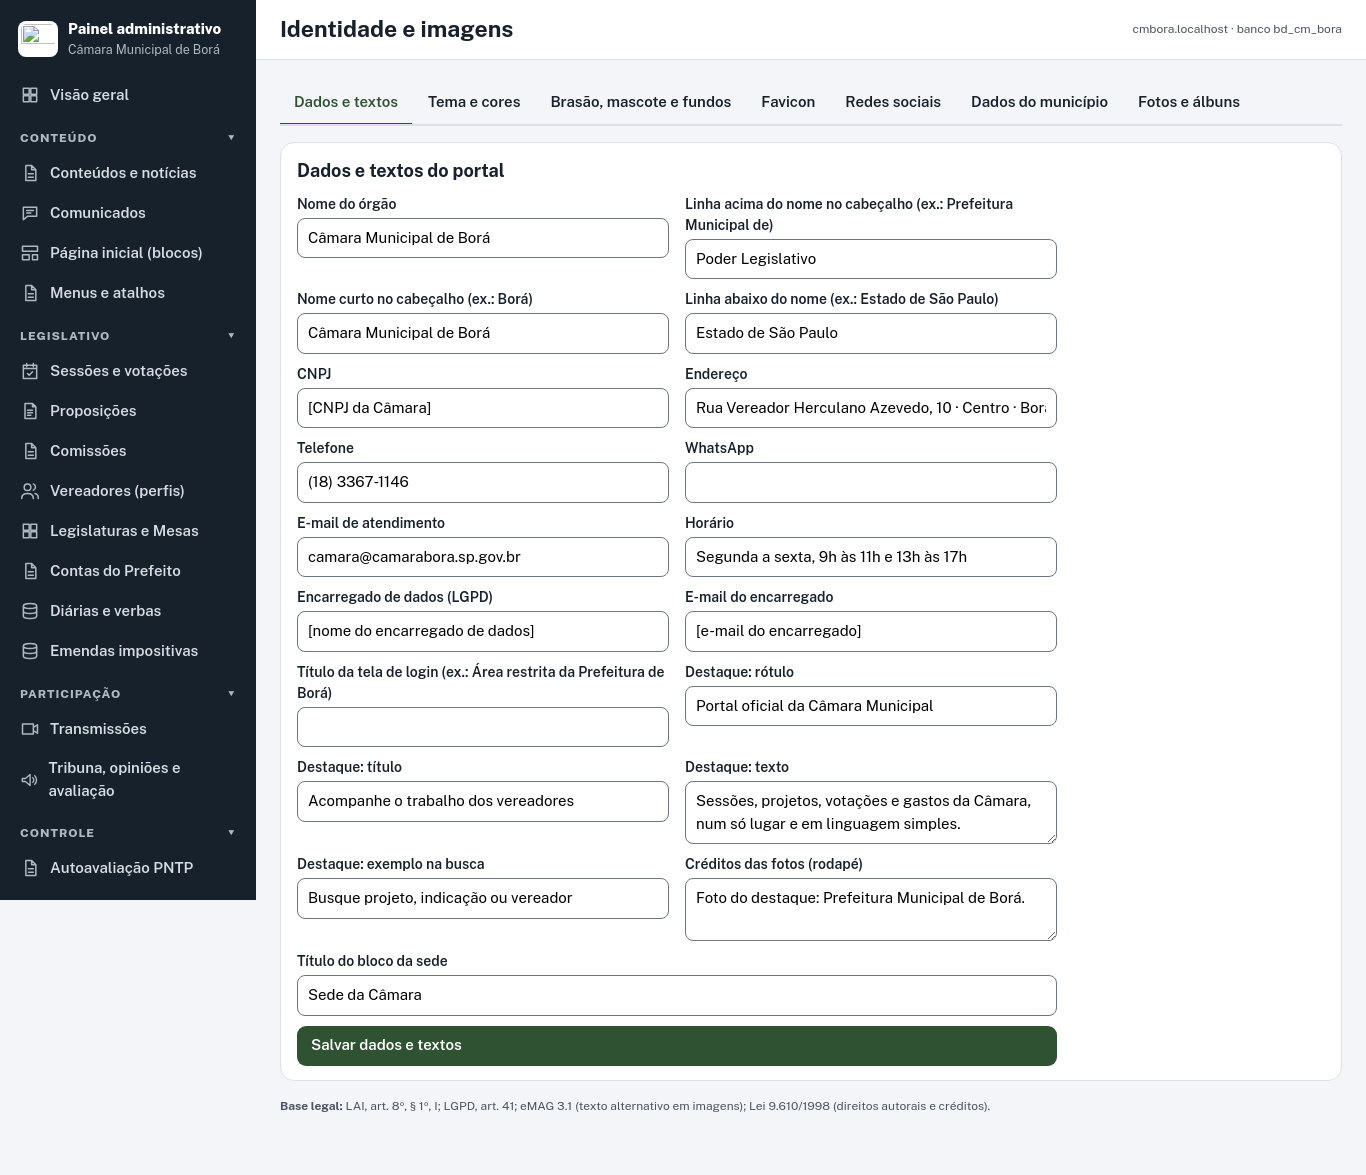 Painel administrativo
Câmara Municipal de Borá
Visão geral
CONTEÚDO
Conteúdos e notícias
Comunicados
Página inicial (blocos)
Menus e atalhos
LEGISLATIVO
Sessões e votações
Proposições
Comissões
Vereadores (perfis)
Legislaturas e Mesas
Contas do Prefeito
Diárias e verbas
Emendas impositivas
PARTICIPAÇÃO
Transmissões
Tribuna, opiniões e
avaliação
CONTROLE
Autoavaliação PNTP
Identidade e imagens
cmbora.localhost · banco bd_cm_bora
Dados e textos
Tema e cores
Brasão, mascote e fundos
Favicon
Redes sociais
Dados do município
Fotos e álbuns
Dados e textos do portal
Nome do órgão
Câmara Municipal de Borá
Linha acima do nome no cabeçalho (ex.: Prefeitura
Municipal de)
Poder Legislativo
Nome curto no cabeçalho (ex.: Borá)
Câmara Municipal de Borá
Linha abaixo do nome (ex.: Estado de São Paulo)
Estado de São Paulo
CNPJ
[CNPJ da Câmara]
Endereço
Rua Vereador Herculano Azevedo, 10 · Centro · Bor
Telefone
(18) 3367-1146
WhatsApp
E-mail de atendimento
camara@camarabora.sp.gov.br
Horário
Segunda a sexta, 9h às 11h e 13h às 17h
Encarregado de dados (LGPD)
[nome do encarregado de dados]
E-mail do encarregado
[e-mail do encarregado]
Título da tela de login (ex.: Área restrita da Prefeitura de
Borá)
Destaque: rótulo
Portal oficial da Câmara Municipal
Destaque: título
Acompanhe o trabalho dos vereadores
Destaque: texto
Sessões, projetos, votações e gastos da Câmara,
num só lugar e em linguagem simples.
Destaque: exemplo na busca
Busque projeto, indicação ou vereador
Créditos das fotos (rodapé)
Foto do destaque: Prefeitura Municipal de Borá.
Título do bloco da sede
Sede da Câmara
Salvar dados e textos
Base legal: LAI, art. 8º, § 1º, I; LGPD, art. 41; eMAG 3.1 (texto alternativo em imagens); Lei 9.610/1998 (direitos autorais e créditos).